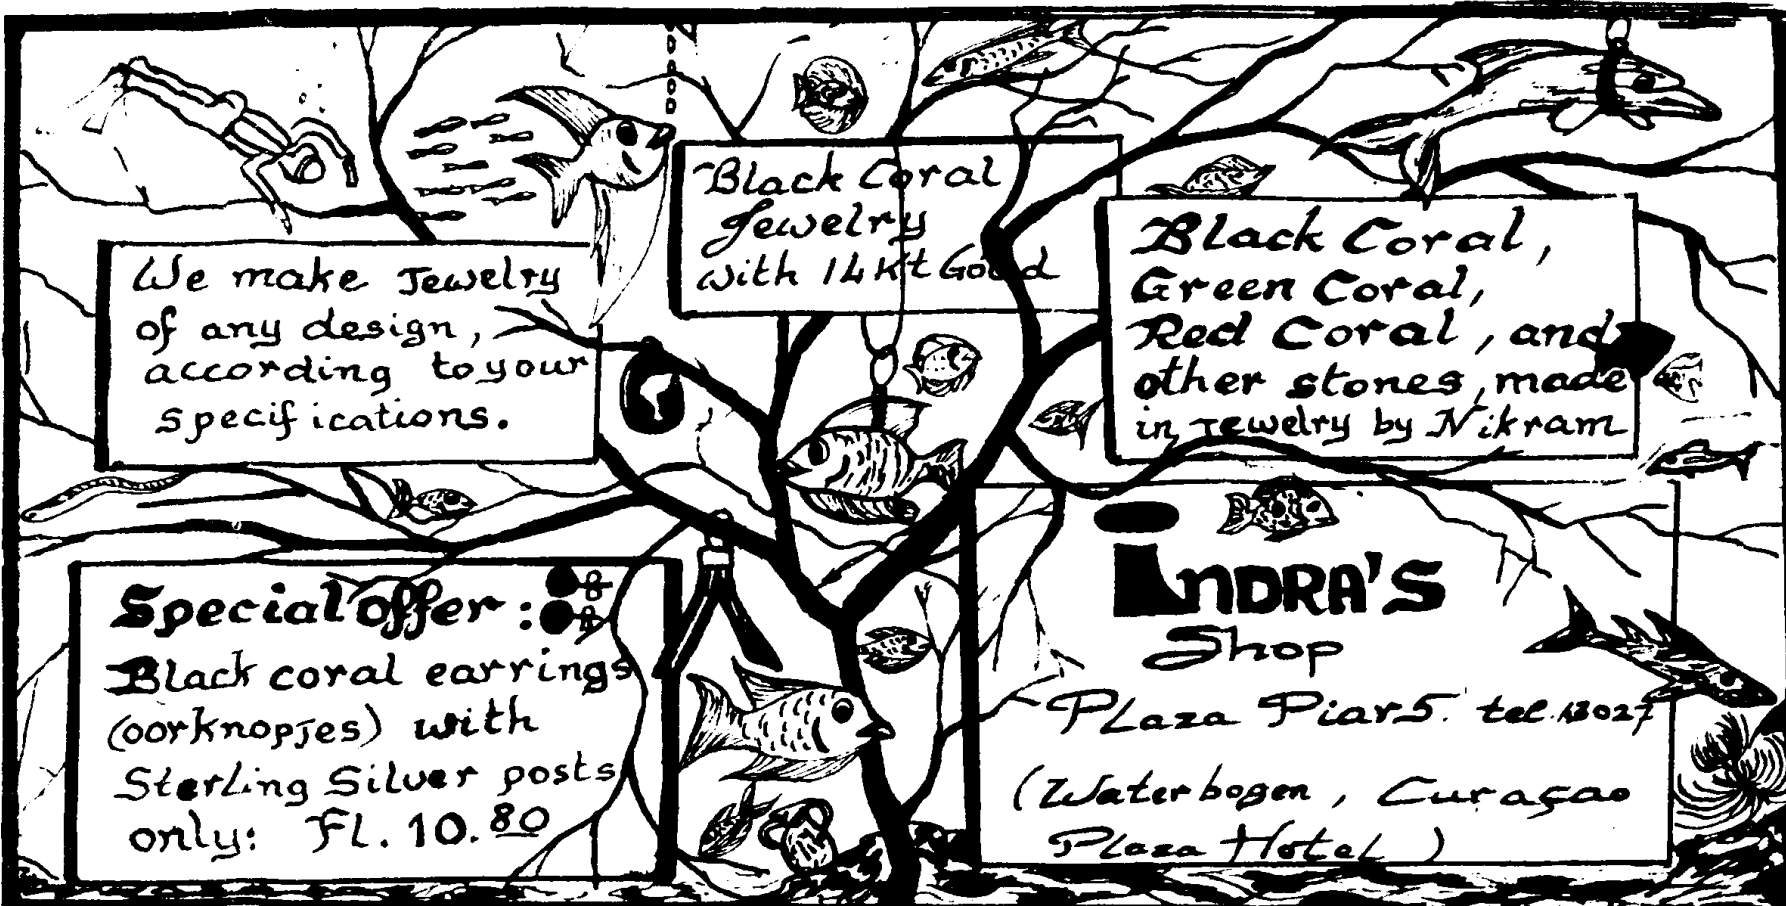 We make Jewelry
of any design,
according to your
specifications.
Black Coral
Jewelry
with 14 Kt Gold
Black Coral,
Green Coral,
Red Coral, and
other stones, made
in Jewelry by Nikram
Special offer:
Black coral earrings
(oorknopjes) with
Sterling Silver posts
only: Fl. 10.80
iNDRA'S
Shop
Plaza Piar 5. tel. 13027
(Waterbogen, Curaçao
Plaza Hotel)